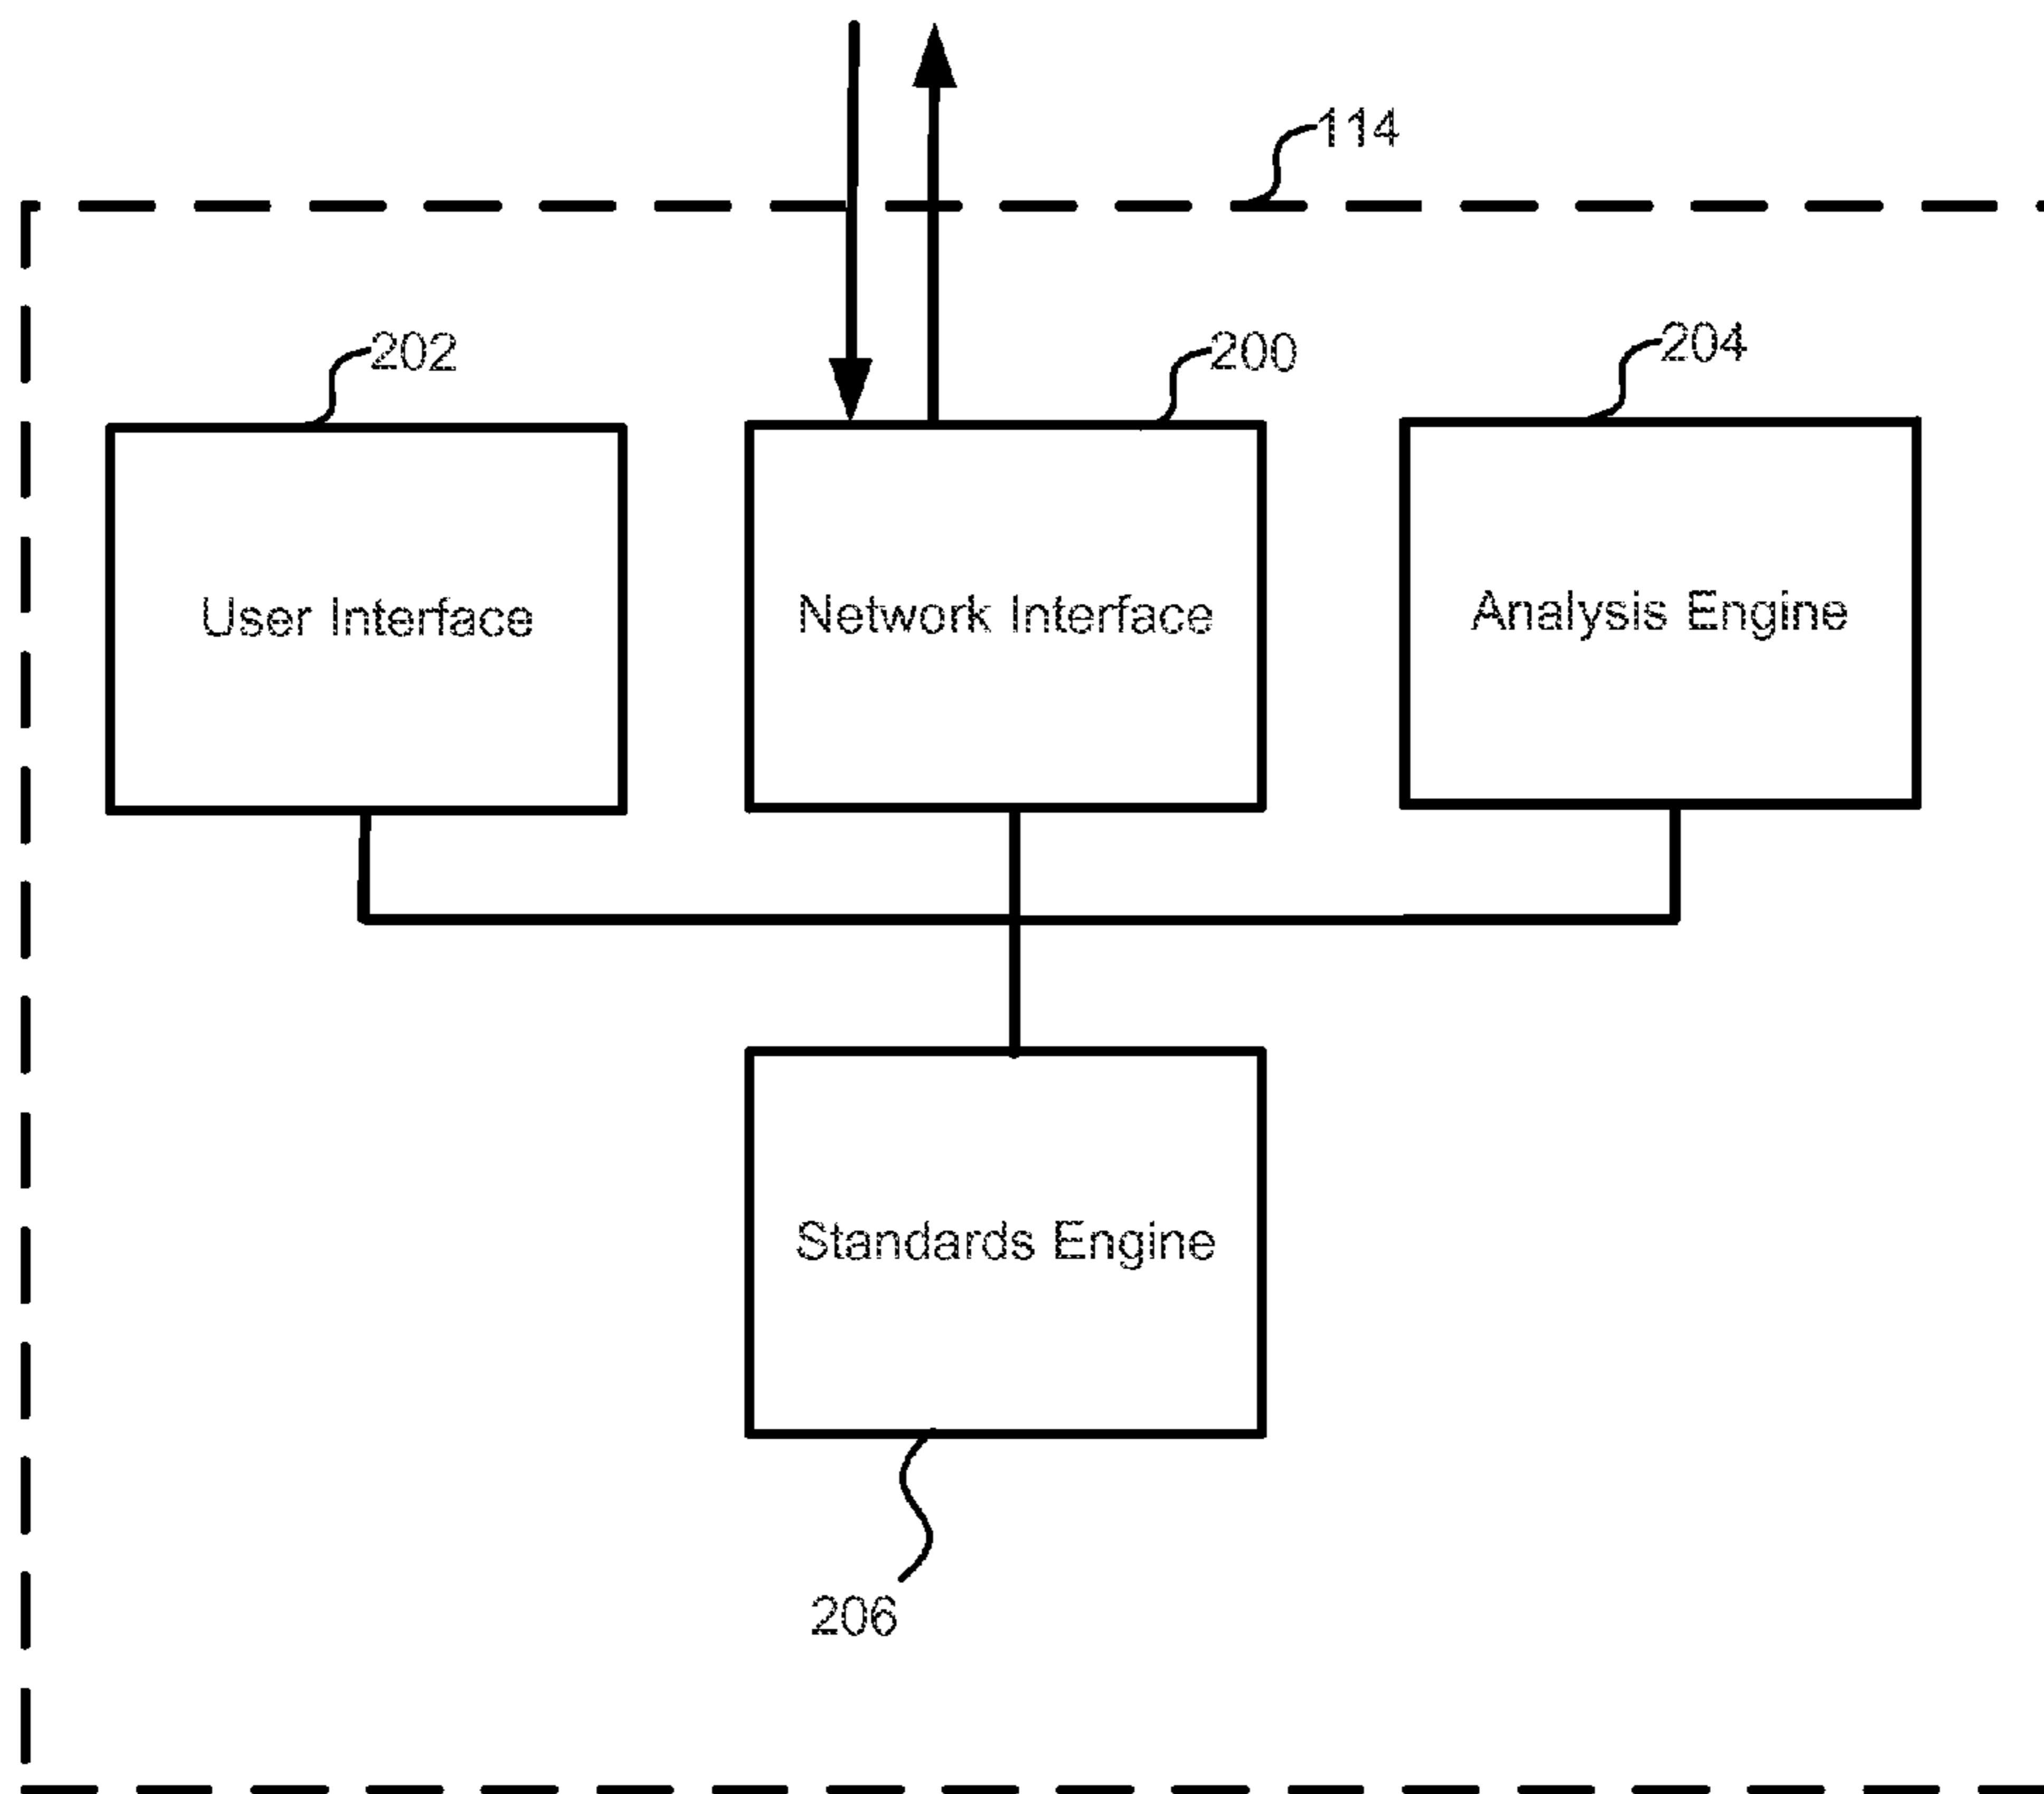 114
202
200
204
User Interface
Network Interface
Analysis Engine
Standards Engine
206